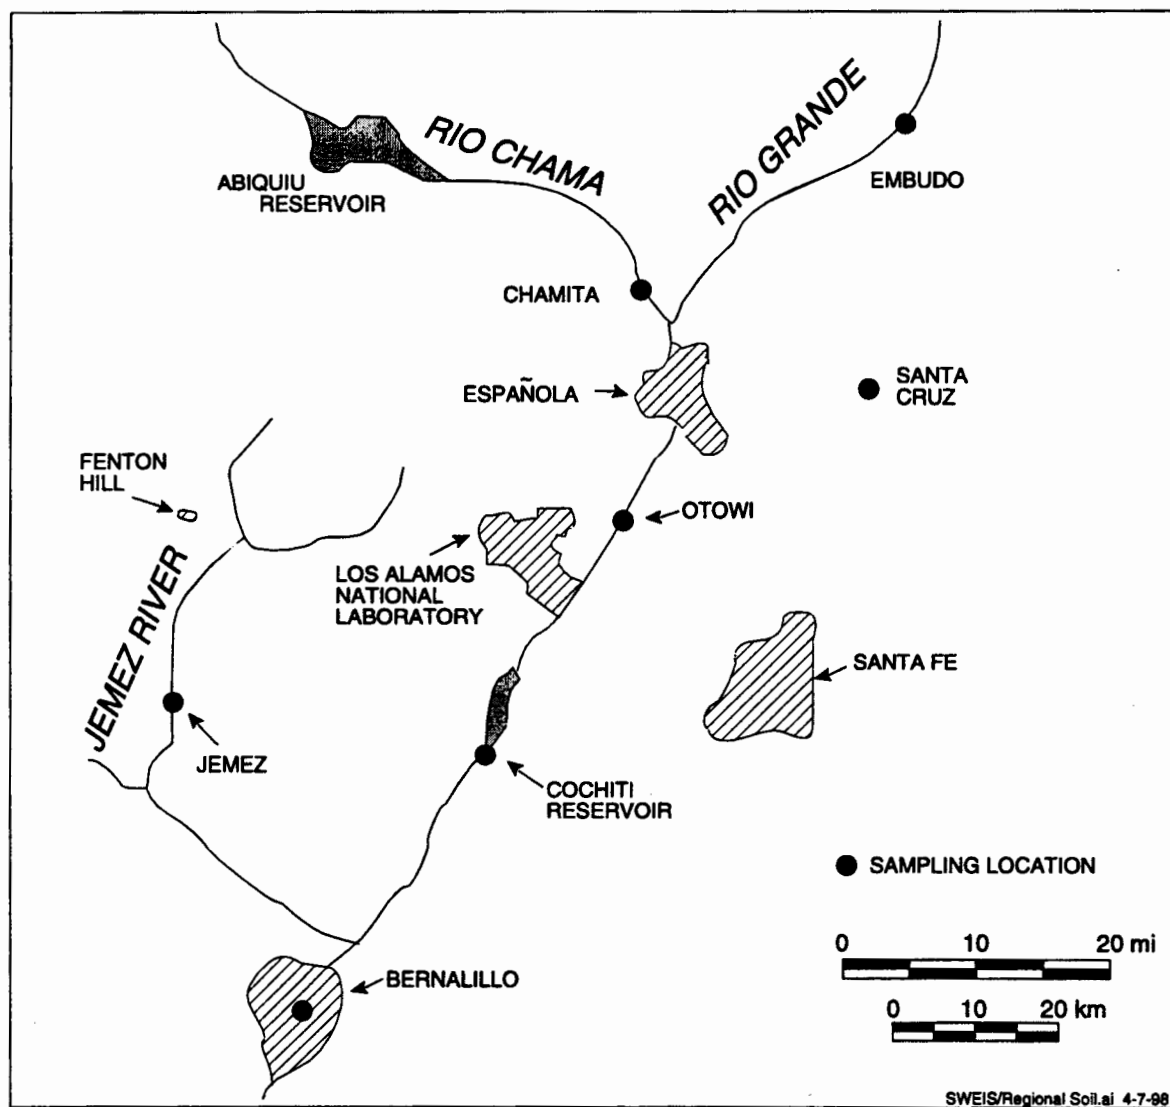 RIO CHAMA
RIO GRANDE
ABIQUIU
RESERVOIR
EMBUDO
CHAMITA
ESPAÑOLA
SANTA
CRUZ
FENTON
HILL
OTOWI
LOS ALAMOS
NATIONAL
LABORATORY
JEMEZ RIVER
SANTA FE
JEMEZ
COCHITI
RESERVOIR
SAMPLING LOCATION
0 10 20 mi
BERNALILLO
0 10 20 km
SWEIS/Regional Soil.ai 4-7-98